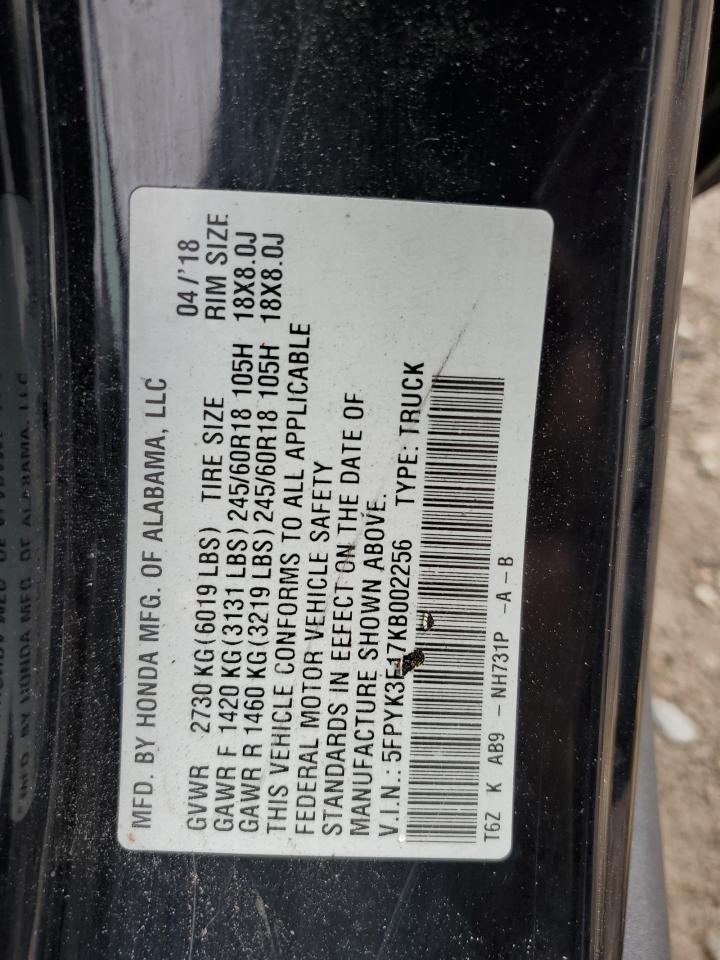 MFD. BY HONDA MFG. OF ALABAMA, LLC
04/'18
GVWR 2730 KG(6019 LBS) TIRE SIZE RIM SIZE
GAWR F 1420 KG(3131 LBS)245/60R18 105H 18X8.0J
GAWR R 1460 KG(3219 LBS)245/60R18 105H 18X8.0J
THIS VEHICLE CONFORMS TO ALL APPLICABLE
FEDERAL MOTOR VEHICLE SAFETY
STANDARDS IN EFFECT ON THE DATE OF
MANUFACTURE SHOWN ABOVE.
V.I.N.: 5FPYK3F17KB002256 TYPE: TRUCK
T6Z K AB9 - NH731P -A-B